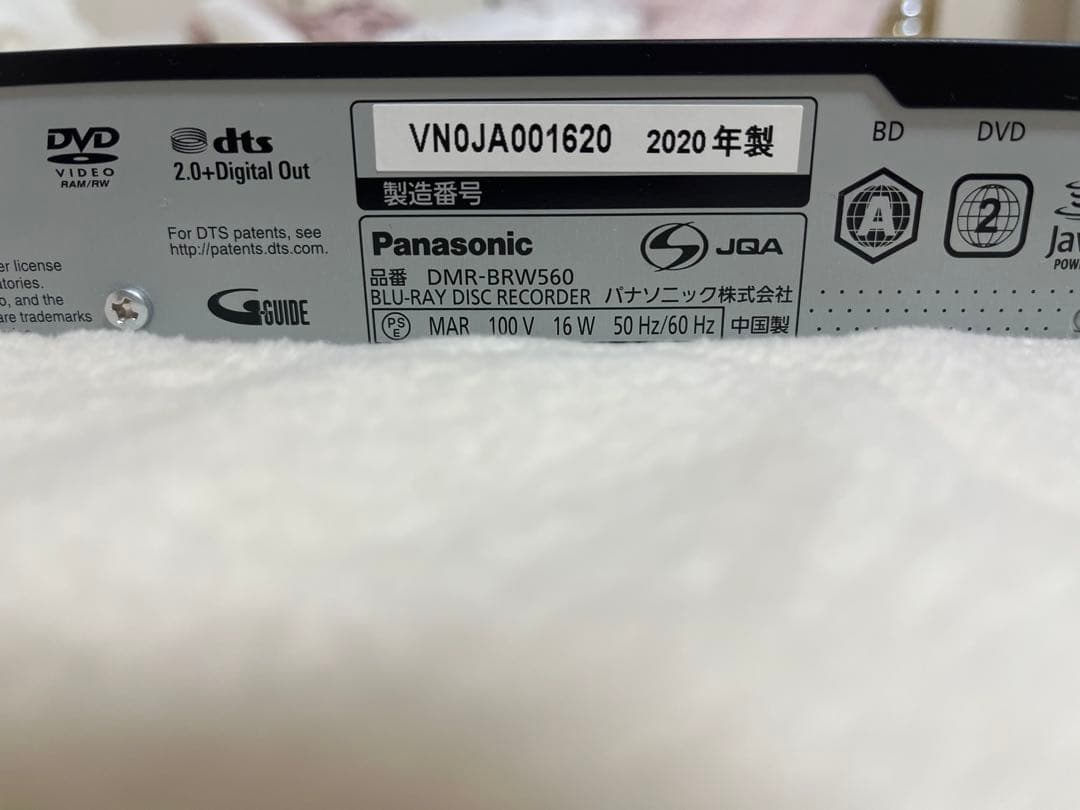 DVD
VIDEO
RAM/RW
dts
2.0+Digital Out
For DTS patents, see
http://patents.dts.com.
er license
o, and the
are trademarks
G-GUIDE
VN0JA001620 2020年製
製造番号
Panasonic
JQA
品番 DMR-BRW560
BLU-RAY DISC RECORDER パナソニック株式会社
PS E MAR 100 V 16 W 50 Hz/60 Hz 中国製
BD
DVD
A
2
Jav
POWE